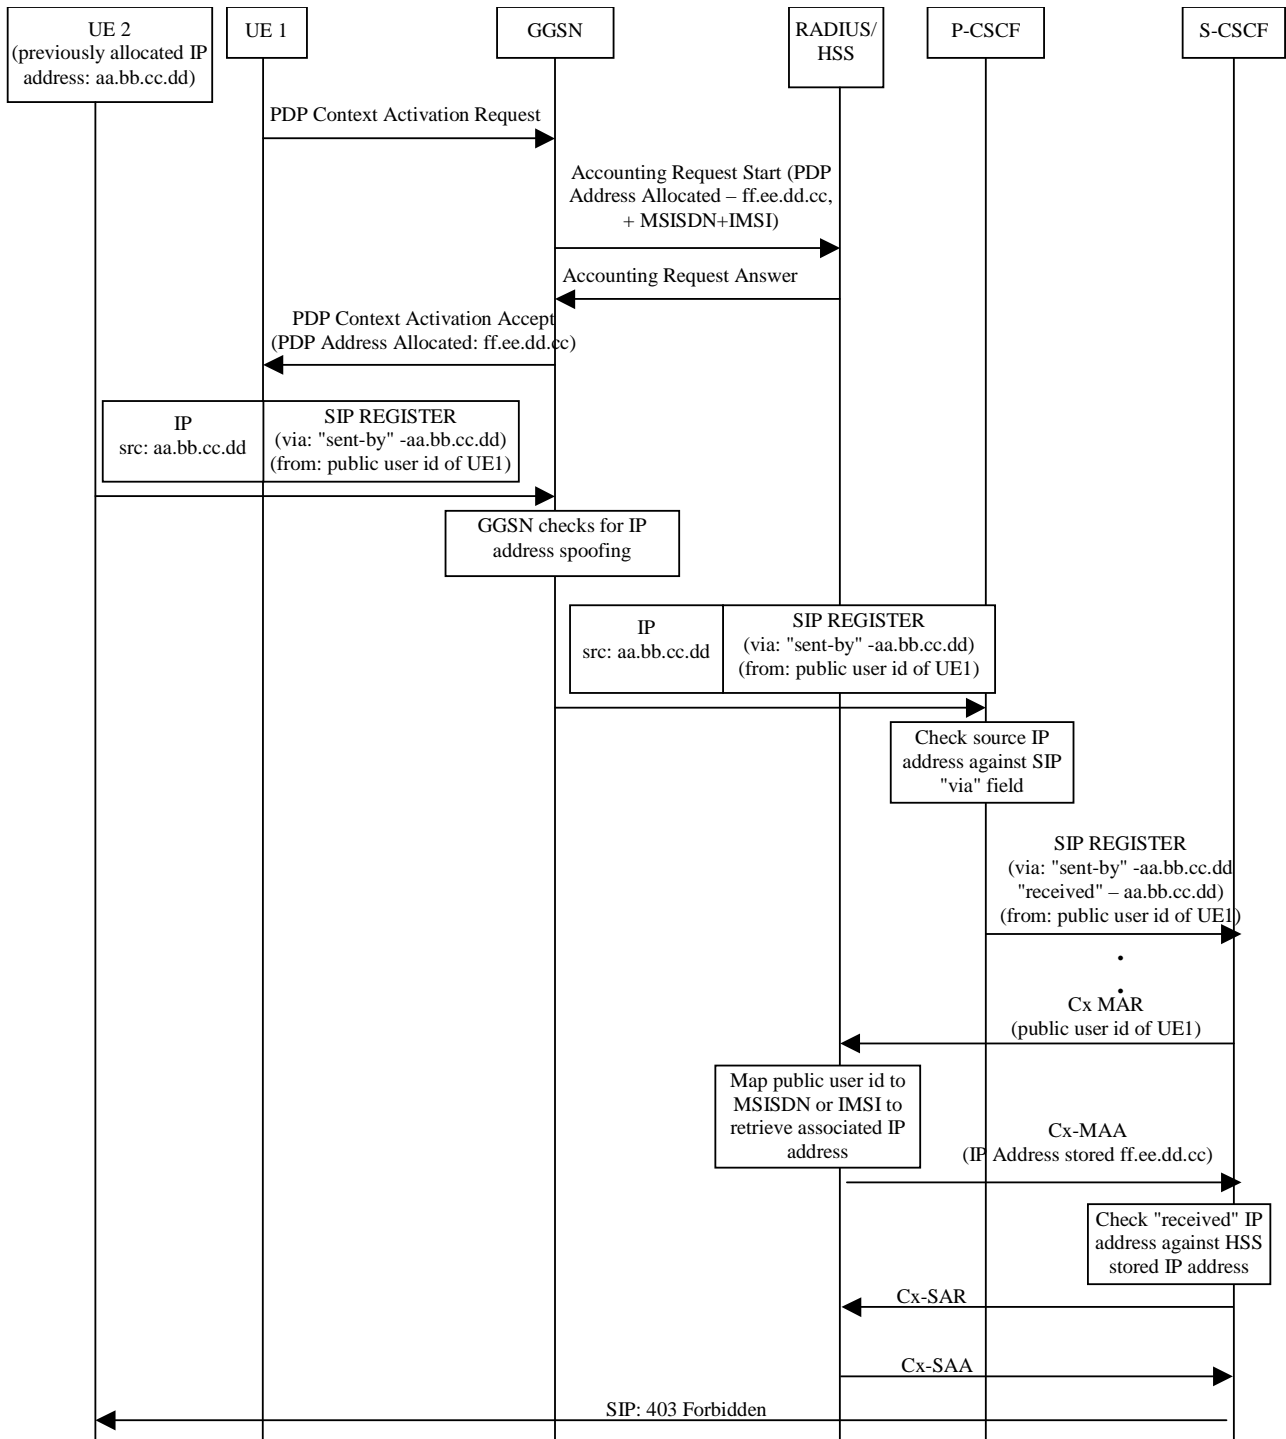 UE 2
(previously allocated IP
address: aa.bb.cc.dd)
UE 1
GGSN
RADIUS/
HSS
P-CSCF
S-CSCF
PDP Context Activation Request
Accounting Request Start (PDP
Address Allocated – ff.ee.dd.cc,
+ MSISDN+IMSI)
Accounting Request Answer
PDP Context Activation Accept
(PDP Address Allocated: ff.ee.dd.cc)
IP
src: aa.bb.cc.dd
SIP REGISTER
(via: "sent-by" -aa.bb.cc.dd)
(from: public user id of UE1)
GGSN checks for IP
address spoofing
IP
src: aa.bb.cc.dd
SIP REGISTER
(via: "sent-by" -aa.bb.cc.dd)
(from: public user id of UE1)
Check source IP
address against SIP
"via" field
SIP REGISTER
(via: "sent-by" -aa.bb.cc.dd
"received" – aa.bb.cc.dd)
(from: public user id of UE1)
.
.
Cx MAR
(public user id of UE1)
Map public user id to
MSISDN or IMSI to
retrieve associated IP
address
Cx-MAA
(IP Address stored ff.ee.dd.cc)
Check "received" IP
address against HSS
stored IP address
Cx-SAR
Cx-SAA
SIP: 403 Forbidden